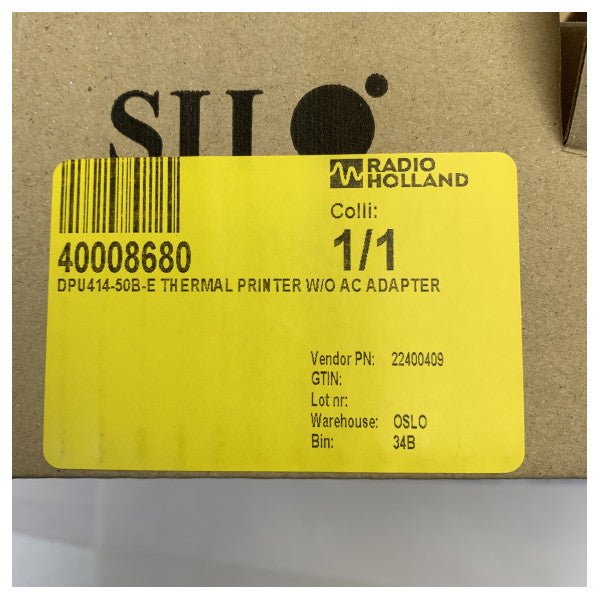 RADIO
HOLLAND
Colli:
40008680 1/1
DPU414-50B-E THERMAL PRINTER W/O AC ADAPTER
Vendor PN: 22400409
GTIN:
Lot nr:
Warehouse: OSLO
Bin: 34B